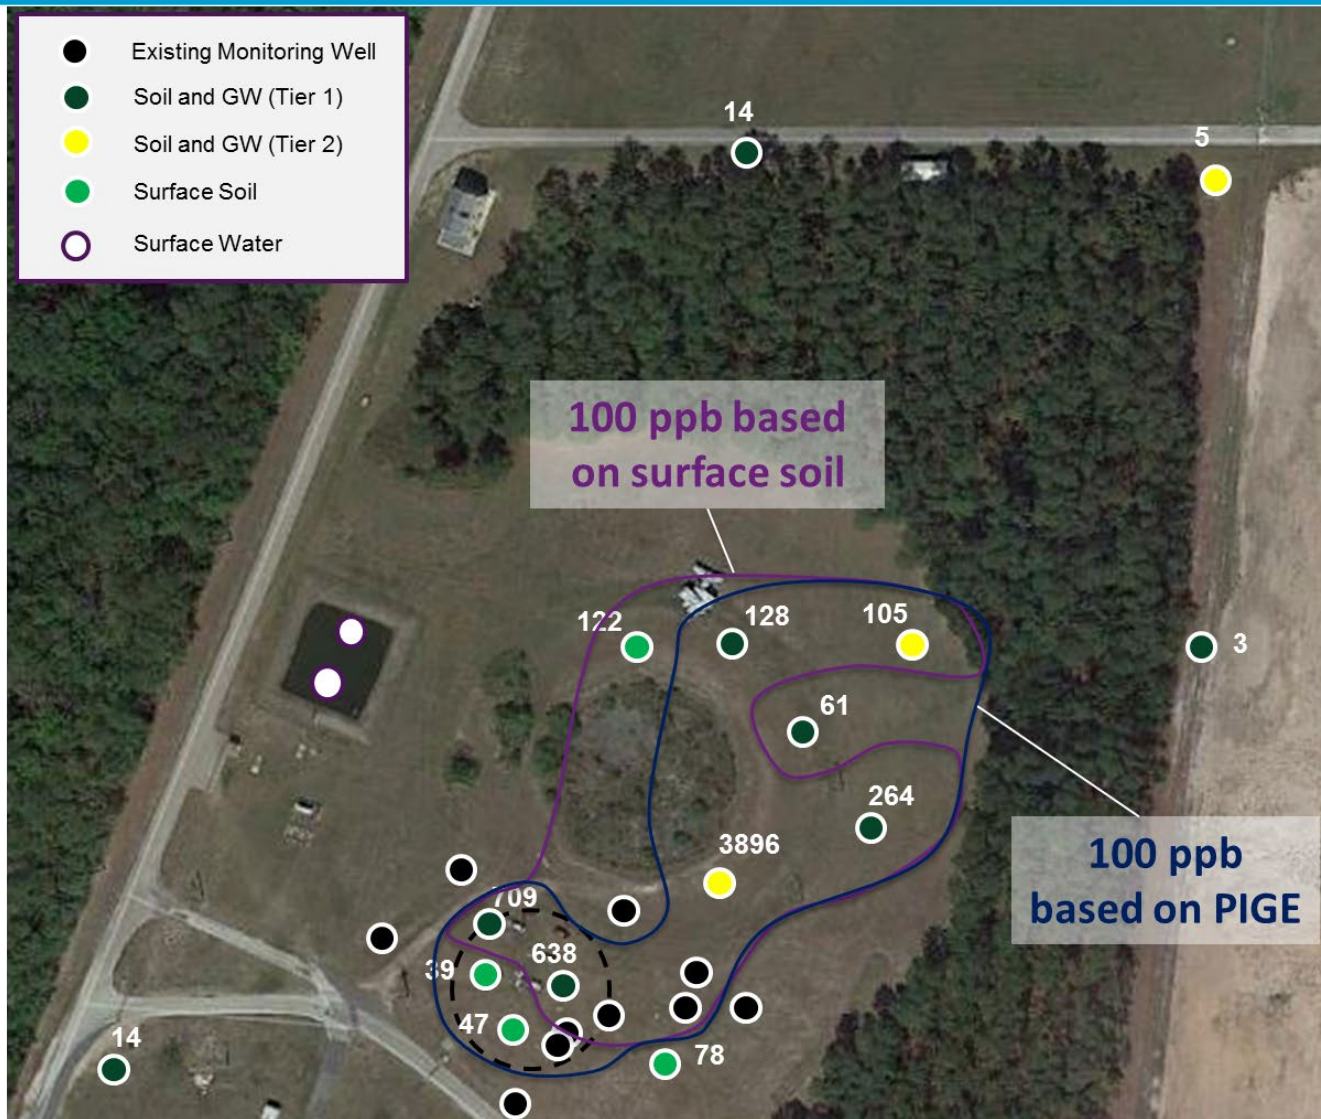 Existing Monitoring Well
Soil and GW (Tier 1)
Soil and GW (Tier 2)
Surface Soil
Surface Water
14
5
100 ppb based
on surface soil
122
128
105
3
61
264
3896
100 ppb
based on PIGE
709
638
39
47
78
14